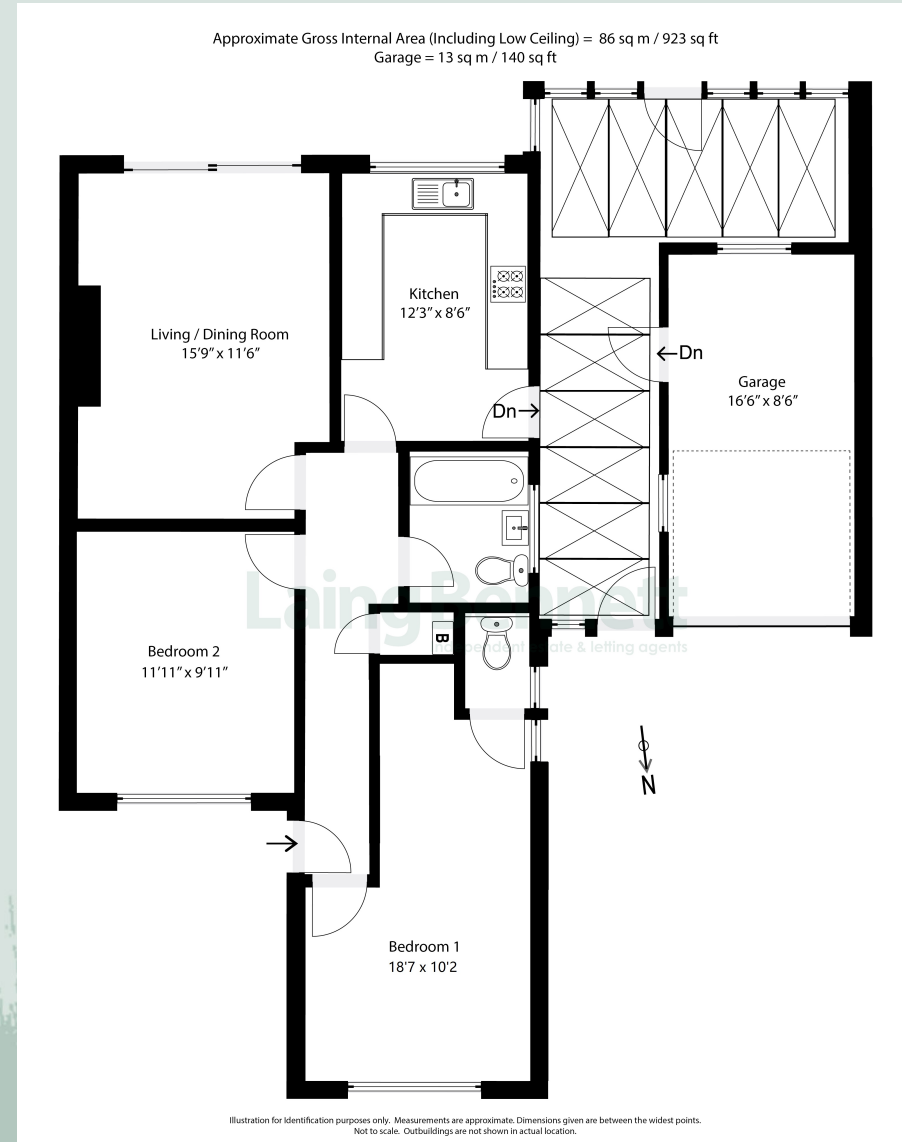 Approximate Gross Internal Area (Including Low Ceiling) = 86 sq m / 923 sq ft
Garage = 13 sq m / 140 sq ft
Kitchen
12'3" x 8'6"
Living / Dining Room
15'9" x 11'6"
←Dn
Garage
16'6" x 8'6"
Dn→
Laing Bennett
independent estate & letting agents
B
Bedroom 2
11'11" x 9'11"
N
Bedroom 1
18'7 x 10'2
Illustration for identification purposes only. Measurements are approximate. Dimensions given are between the widest points.
Not to scale. Outbuildings are not shown in actual location.